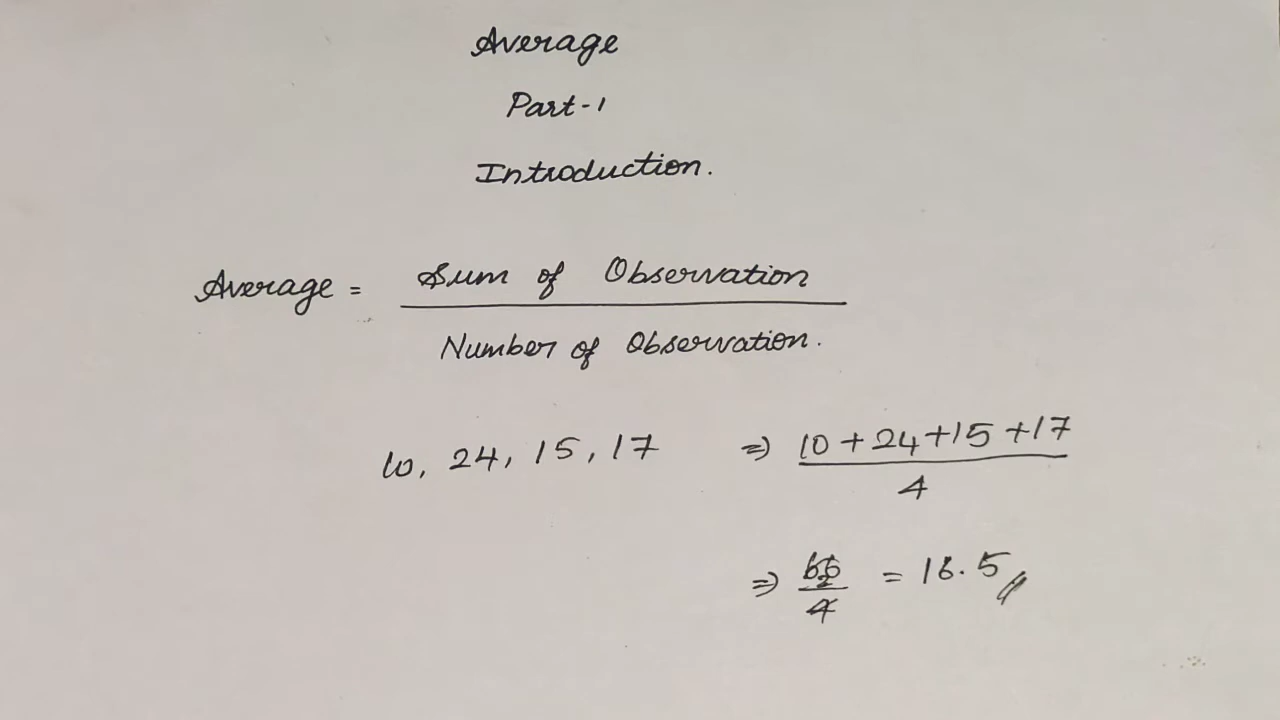 Average
Part-1
Introduction.
Average = Sum of Observation / Number of Observation.
10, 24, 15, 17 ⇒ 10+24+15+17 / 4
⇒ 66 / 4 = 16.5